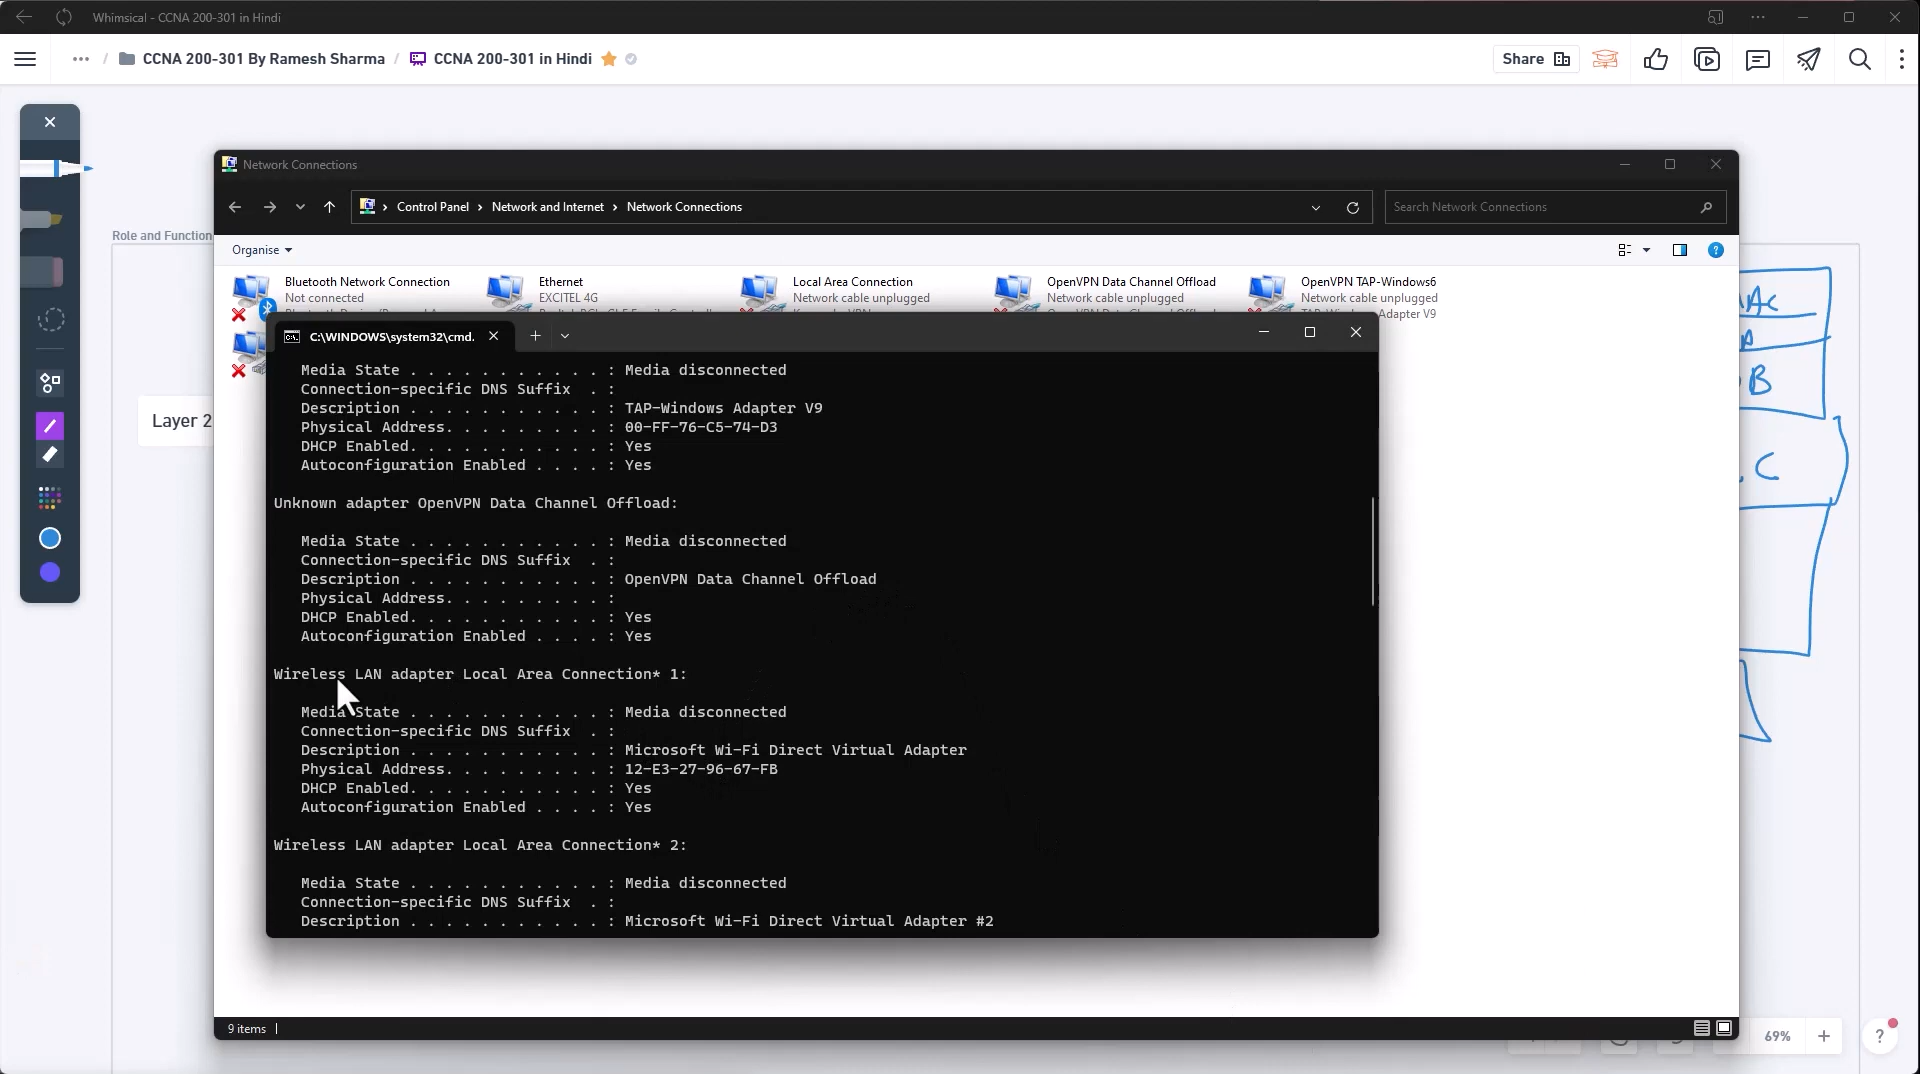 Whimsical - CCNA 200-301 in Hindi
... / CCNA 200-301 By Ramesh Sharma / CCNA 200-301 in Hindi
Share
Role and Function
Layer 2
Network Connections
Control Panel > Network and Internet > Network Connections
Search Network Connections
Organise
Bluetooth Network Connection
Not connected
Ethernet
EXCITEL 4G
Local Area Connection
Network cable unplugged
OpenVPN Data Channel Offload
Network cable unplugged
OpenVPN TAP-Windows6
Network cable unplugged
Adapter V9
C:\WINDOWS\system32\cmd.
Media State . . . . . . . . . . . : Media disconnected
Connection-specific DNS Suffix  . :
Description . . . . . . . . . . . : TAP-Windows Adapter V9
Physical Address. . . . . . . . . : 00-FF-76-C5-74-D3
DHCP Enabled. . . . . . . . . . . : Yes
Autoconfiguration Enabled . . . . : Yes
Unknown adapter OpenVPN Data Channel Offload:
Media State . . . . . . . . . . . : Media disconnected
Connection-specific DNS Suffix  . :
Description . . . . . . . . . . . : OpenVPN Data Channel Offload
Physical Address. . . . . . . . . :
DHCP Enabled. . . . . . . . . . . : Yes
Autoconfiguration Enabled . . . . : Yes
Wireless LAN adapter Local Area Connection* 1:
Media State . . . . . . . . . . . : Media disconnected
Connection-specific DNS Suffix  . :
Description . . . . . . . . . . . : Microsoft Wi-Fi Direct Virtual Adapter
Physical Address. . . . . . . . . : 12-E3-27-96-67-FB
DHCP Enabled. . . . . . . . . . . : Yes
Autoconfiguration Enabled . . . . : Yes
Wireless LAN adapter Local Area Connection* 2:
Media State . . . . . . . . . . . : Media disconnected
Connection-specific DNS Suffix  . :
Description . . . . . . . . . . . : Microsoft Wi-Fi Direct Virtual Adapter #2
B
C
9 items
69%